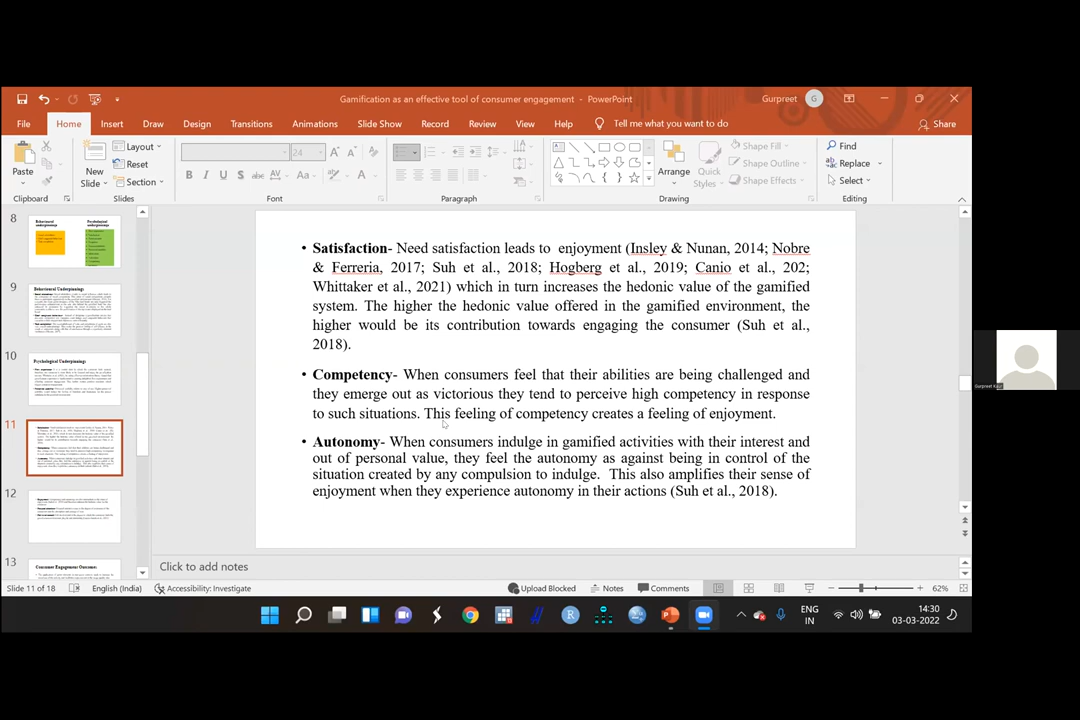 Gamification as an effective tool of consumer engagement - PowerPoint
Gurpreet G
File Home Insert Draw Design Transitions Animations Slide Show Record Review View Help Tell me what you want to do Share
Paste
New Slide
Layout
Reset
Section
24
B I U S abc AV Aa A
Arrange
Quick Styles
Shape Fill
Shape Outline
Shape Effects
Find
Replace
Select
Clipboard Slides Font Paragraph Drawing Editing
8
Behavioural underpinnings
Psychological underpinnings
9
Behavioural Underpinnings
10
Psychological Underpinnings
11
12
13
Consumer Engagement Outcomes
• Satisfaction- Need satisfaction leads to enjoyment (Insley & Nunan, 2014; Nobre
& Ferreria, 2017; Suh et al., 2018; Hogberg et al., 2019; Canio et al., 202;
Whittaker et al., 2021) which in turn increases the hedonic value of the gamified
system. The higher the hedonic value offered in the gamified environment, the
higher would be its contribution towards engaging the consumer (Suh et al.,
2018).
• Competency- When consumers feel that their abilities are being challenged and
they emerge out as victorious they tend to perceive high competency in response
to such situations. This feeling of competency creates a feeling of enjoyment.
• Autonomy- When consumers indulge in gamified activities with their interest and
out of personal value, they feel the autonomy as against being in control of the
situation created by any compulsion to indulge. This also amplifies their sense of
enjoyment when they experience autonomy in their actions (Suh et al., 2018).
Click to add notes
Slide 11 of 18 English (India) Accessibility: Investigate Upload Blocked Notes Comments 62%
ENG
IN
14:30
03-03-2022
Gurpreet Kaur